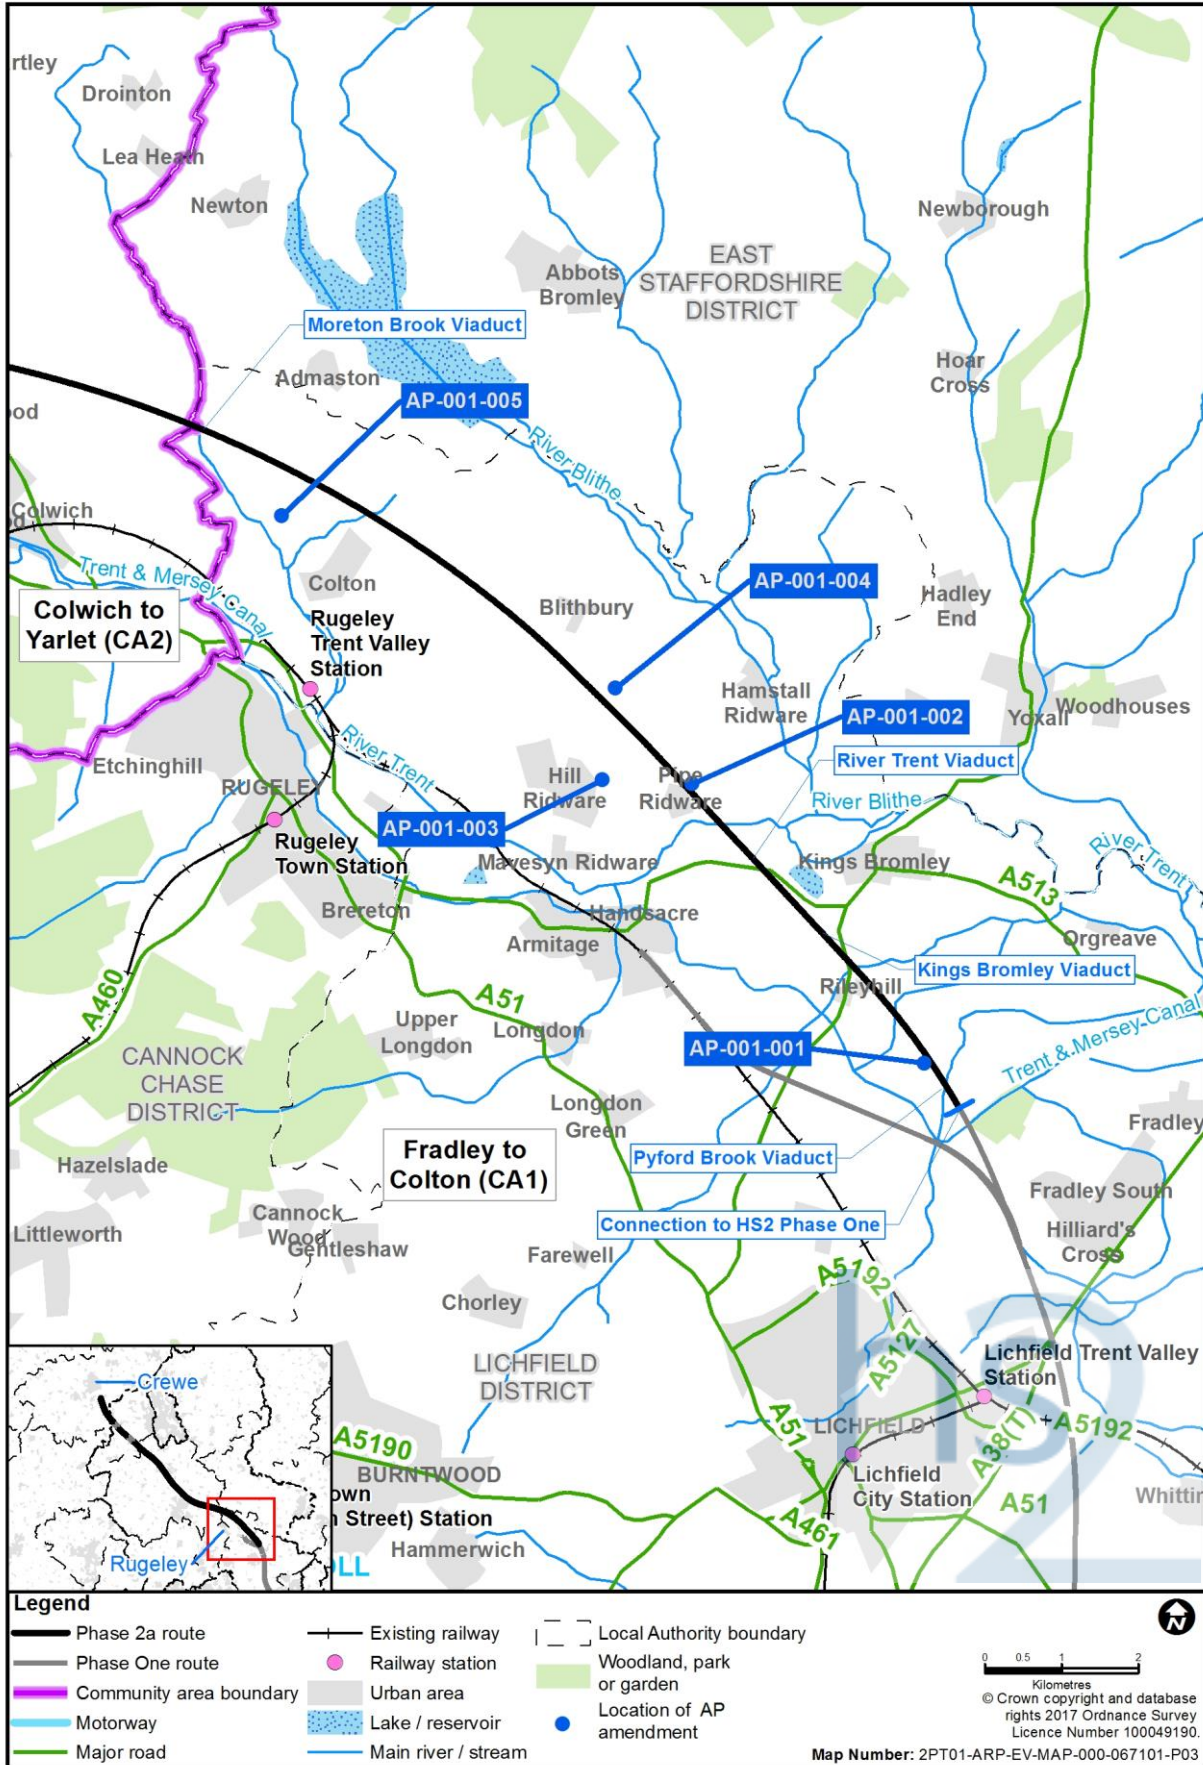 rtley
Drointon
Lea Heath
Newton
Newborough
Abbots
Bromley
EAST
STAFFORDSHIRE
DISTRICT
Moreton Brook Viaduct
Hoar
Cross
Admaston
AP-001-005
ood
River Blithe
Colwich
Trent & Mersey Canal
Colton
AP-001-004
Blithbury
Hadley
End
Colwich to
Yarlet (CA2)
Rugeley
Trent Valley
Station
Hamstall
Ridware
Woodhouses
Yoxall
AP-001-002
Etchinghill
River Trent
River Trent Viaduct
RUGELEY
Hill
Ridware
Pipe
Ridware
River Blithe
AP-001-003
Rugeley
Town Station
Mavesyn Ridware
Kings Bromley
River Trent
A513
Brereton
Handsacre
Armitage
Orgreave
Kings Bromley Viaduct
A460
A51
Rileyhill
Upper
Longdon
Longdon
AP-001-001
Trent & Mersey Canal
CANNOCK
CHASE
DISTRICT
Longdon
Green
Fradley
Fradley to
Colton (CA1)
Pyford Brook Viaduct
Hazelslade
Fradley South
Cannock
Wood
Gentleshaw
Connection to HS2 Phase One
Hilliard's
Cross
Littleworth
Farewell
A5192
Chorley
hs2
A5127
Lichfield Trent Valley
Station
LICHFIELD
DISTRICT
Crewe
LICHFIELD
A51
A38(T)
A5192
A5190
BURNTWOOD
Lichfield
City Station
A51
Whittin
own
n Street) Station
A461
Hammerwich
Rugeley
OLL
Legend
Phase 2a route
Phase One route
Community area boundary
Motorway
Major road
Existing railway
Railway station
Urban area
Lake / reservoir
Main river / stream
Local Authority boundary
Woodland, park
or garden
Location of AP
amendment
N
0 0.5 1 2
Kilometres
© Crown copyright and database
rights 2017 Ordnance Survey
Licence Number 100049190.
Map Number: 2PT01-ARP-EV-MAP-000-067101-P03